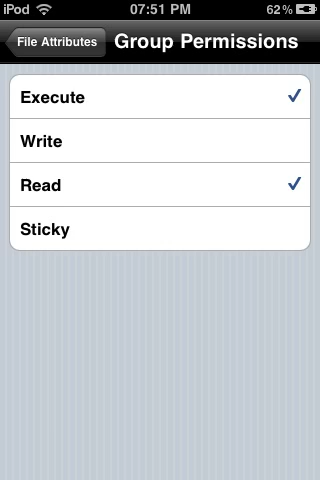 iPod 07:51 PM 62%
File Attributes Group Permissions
Execute
Write
Read
Sticky